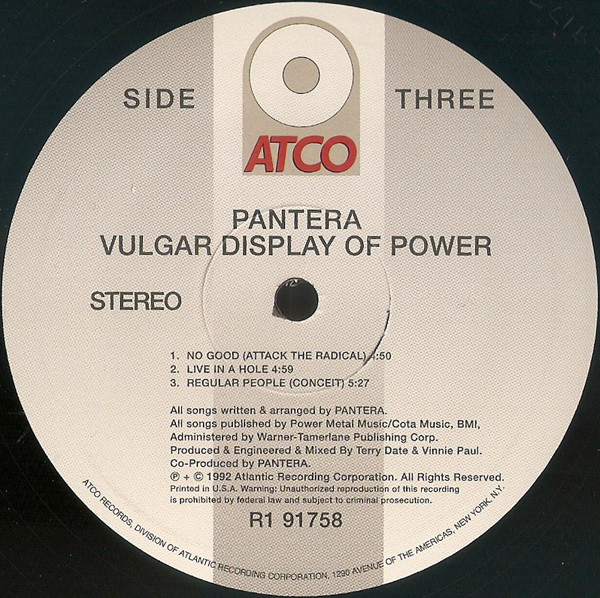 SIDE THREE
ATCO
PANTERA
VULGAR DISPLAY OF POWER
STEREO
1. NO GOOD (ATTACK THE RADICAL) 4:50
2. LIVE IN A HOLE 4:59
3. REGULAR PEOPLE (CONCEIT) 5:27
All songs written & arranged by PANTERA.
All songs published by Power Metal Music/Cota Music, BMI,
Administered by Warner-Tamerlane Publishing Corp.
Produced & Engineered & Mixed By Terry Date & Vinnie Paul.
Co-Produced by PANTERA.
℗ + © 1992 Atlantic Recording Corporation. All Rights Reserved.
Printed in U.S.A. Warning: Unauthorized reproduction of this recording
is prohibited by federal law and subject to criminal prosecution.
R1 91758
ATCO RECORDS, DIVISION OF ATLANTIC RECORDING CORPORATION, 1290 AVENUE OF THE AMERICAS, NEW YORK, N.Y.